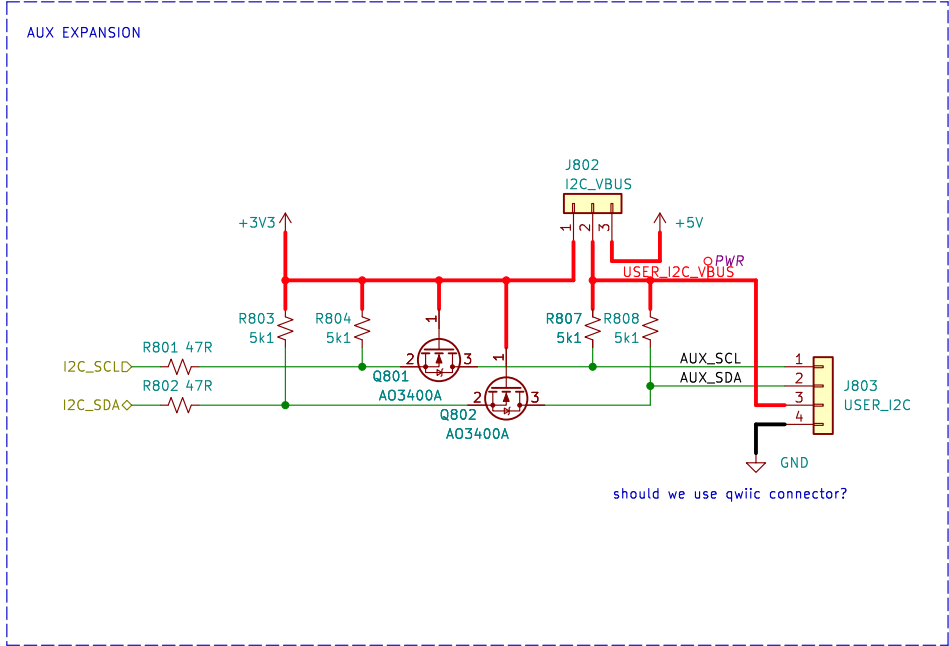 AUX EXPANSION
J802
I2C_VBUS
1 2 3
+3V3
+5V
PWR
USER_I2C_VBUS
R803
5k1
R804
5k1
1
R807
5k1
R808
5k1
R801 47R
I2C_SCL
2
3
Q801
AO3400A
1
AUX_SCL
1
R802 47R
I2C_SDA
2
3
Q802
AO3400A
AUX_SDA
2
3
4
J803
USER_I2C
GND
should we use qwiic connector?